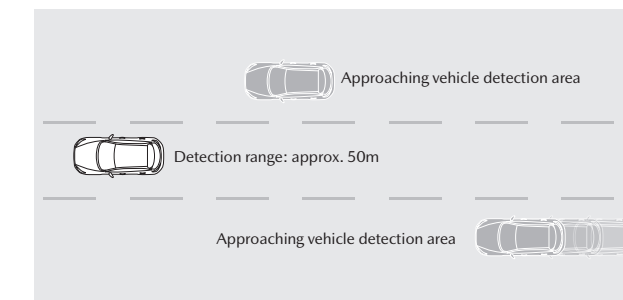 Approaching vehicle detection area
Detection range: approx. 50m
Approaching vehicle detection area